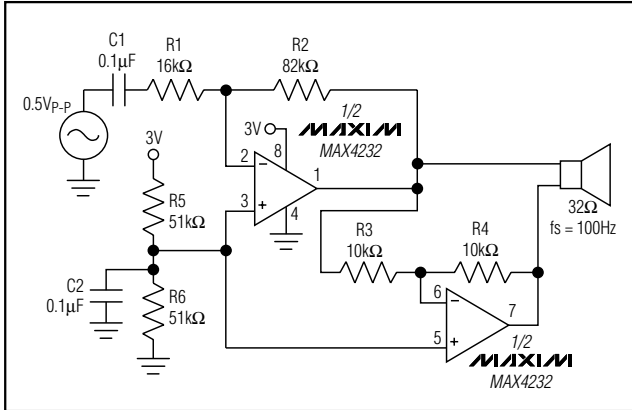 C1
0.1μF
R1
16kΩ
R2
82kΩ
0.5VP-P
3V
R5
51kΩ
3V
8
2
3
1
4
1/2
MAXIM
MAX4232
32Ω
fs = 100Hz
R3
10kΩ
R4
10kΩ
C2
0.1μF
R6
51kΩ
6
5
7
1/2
MAXIM
MAX4232